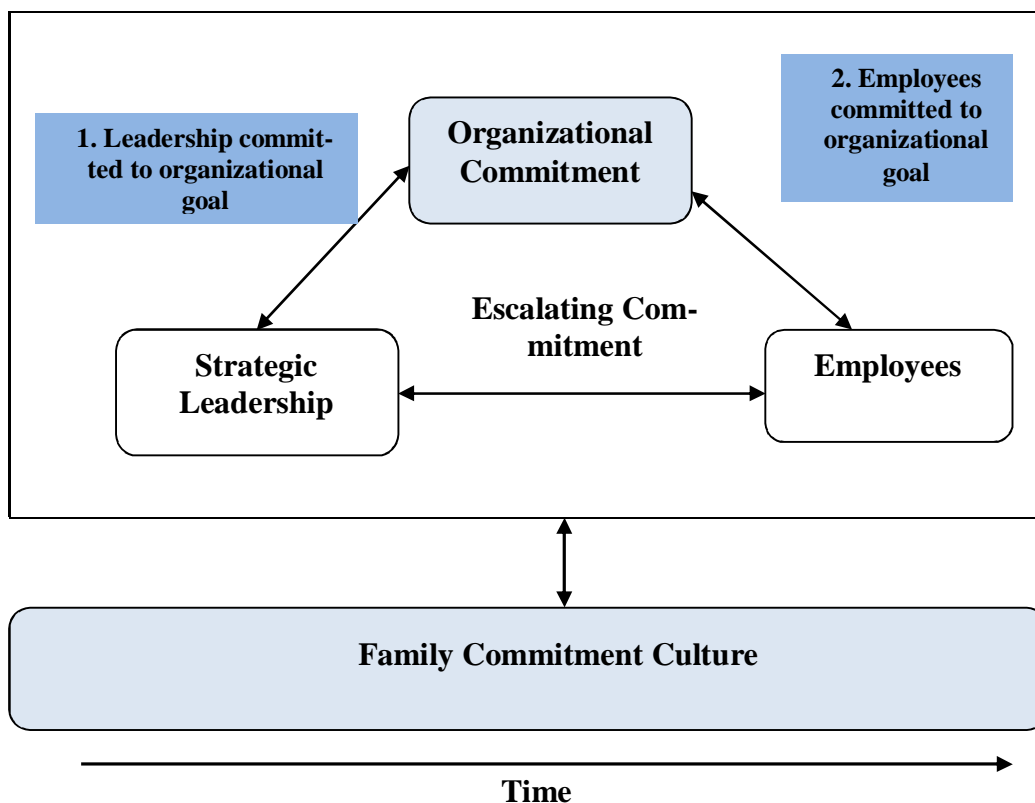 1. Leadership commit-
ted to organizational
goal
Organizational
Commitment
2. Employees
committed to
organizational
goal
Escalating Com-
mitment
Strategic
Leadership
Employees
Family Commitment Culture
Time